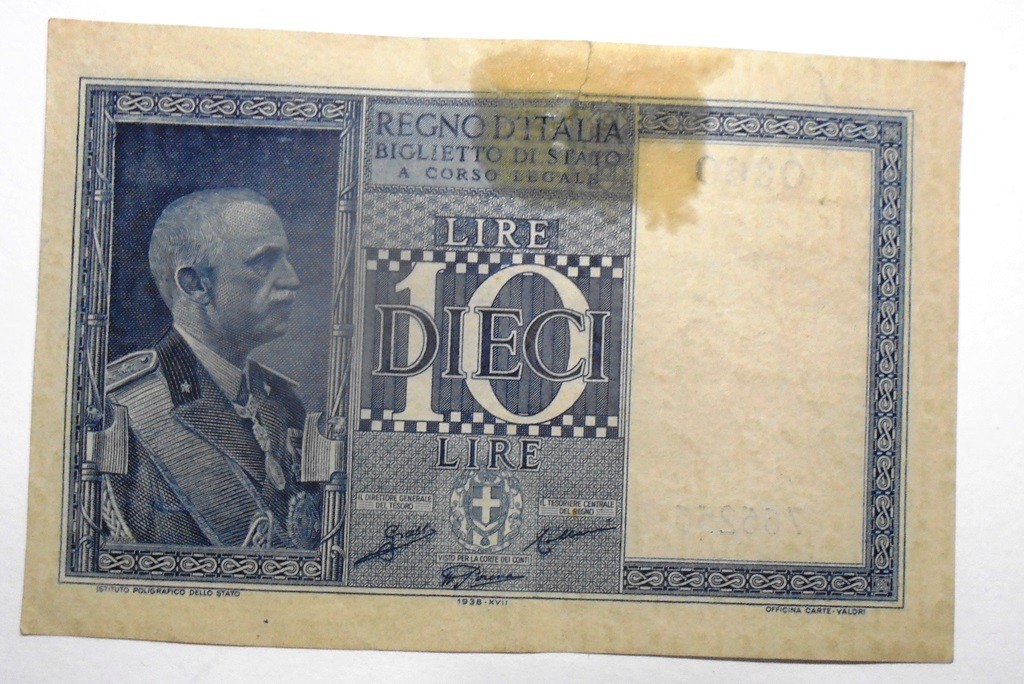 REGNO D'ITALIA
BIGLIETTO DI STATO
A CORSO LEGALE
LIRE
10
DIECI
LIRE
IL DIRETTORE GENERALE
DEL TESORO
IL TESORIERE CENTRALE
DEL REGNO
VISTO PER LA CORTE DEI CONTI
ISTITUTO POLIGRAFICO DELLO STATO
1938-XVII
OFFICINA CARTE-VALORI